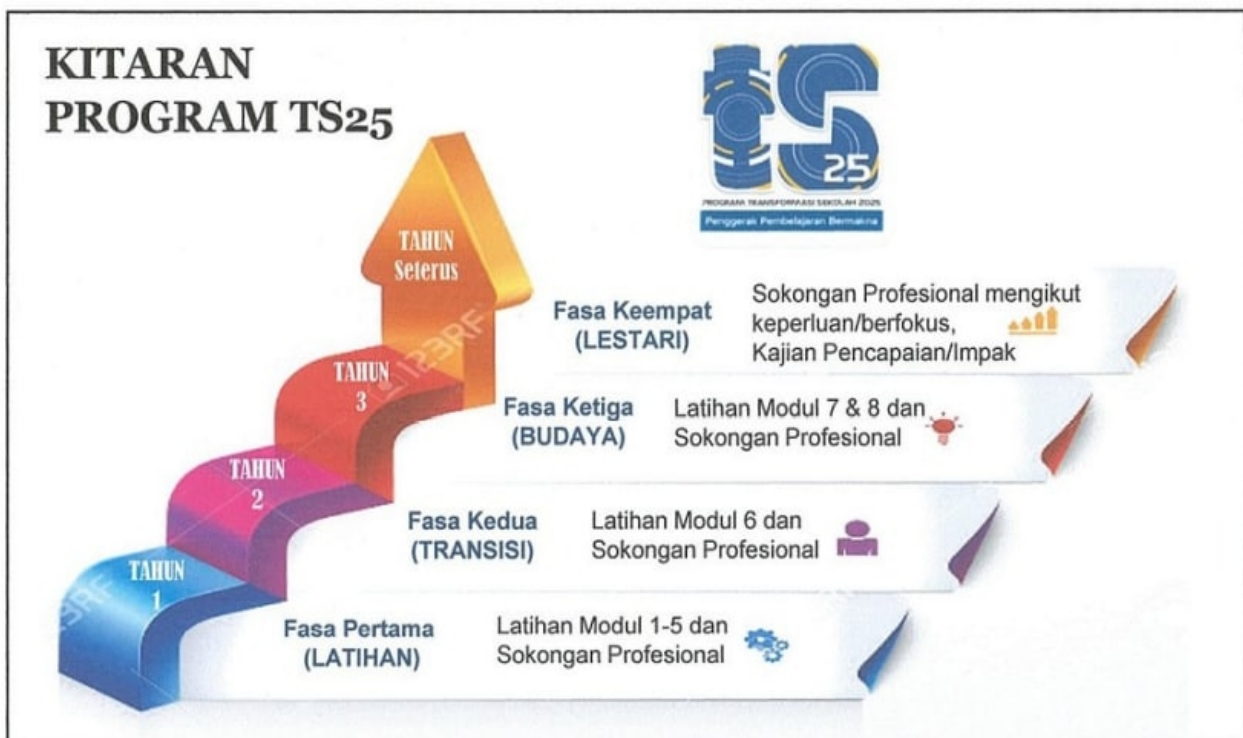 KITARAN
PROGRAM TS25
ts
25
PROGRAM TRANSFORMASI SEKOLAH 2025
Penggerak Pembelajaran Bermakna
TAHUN
Seterus
Fasa Keempat
(LESTARI)
Sokongan Profesional mengikut
keperluan/berfokus,
Kajian Pencapaian/Impak
TAHUN
3
Fasa Ketiga
(BUDAYA)
Latihan Modul 7 & 8 dan
Sokongan Profesional
TAHUN
2
Fasa Kedua
(TRANSISI)
Latihan Modul 6 dan
Sokongan Profesional
TAHUN
1
Fasa Pertama
(LATIHAN)
Latihan Modul 1-5 dan
Sokongan Profesional
123RF
123RF
123RF